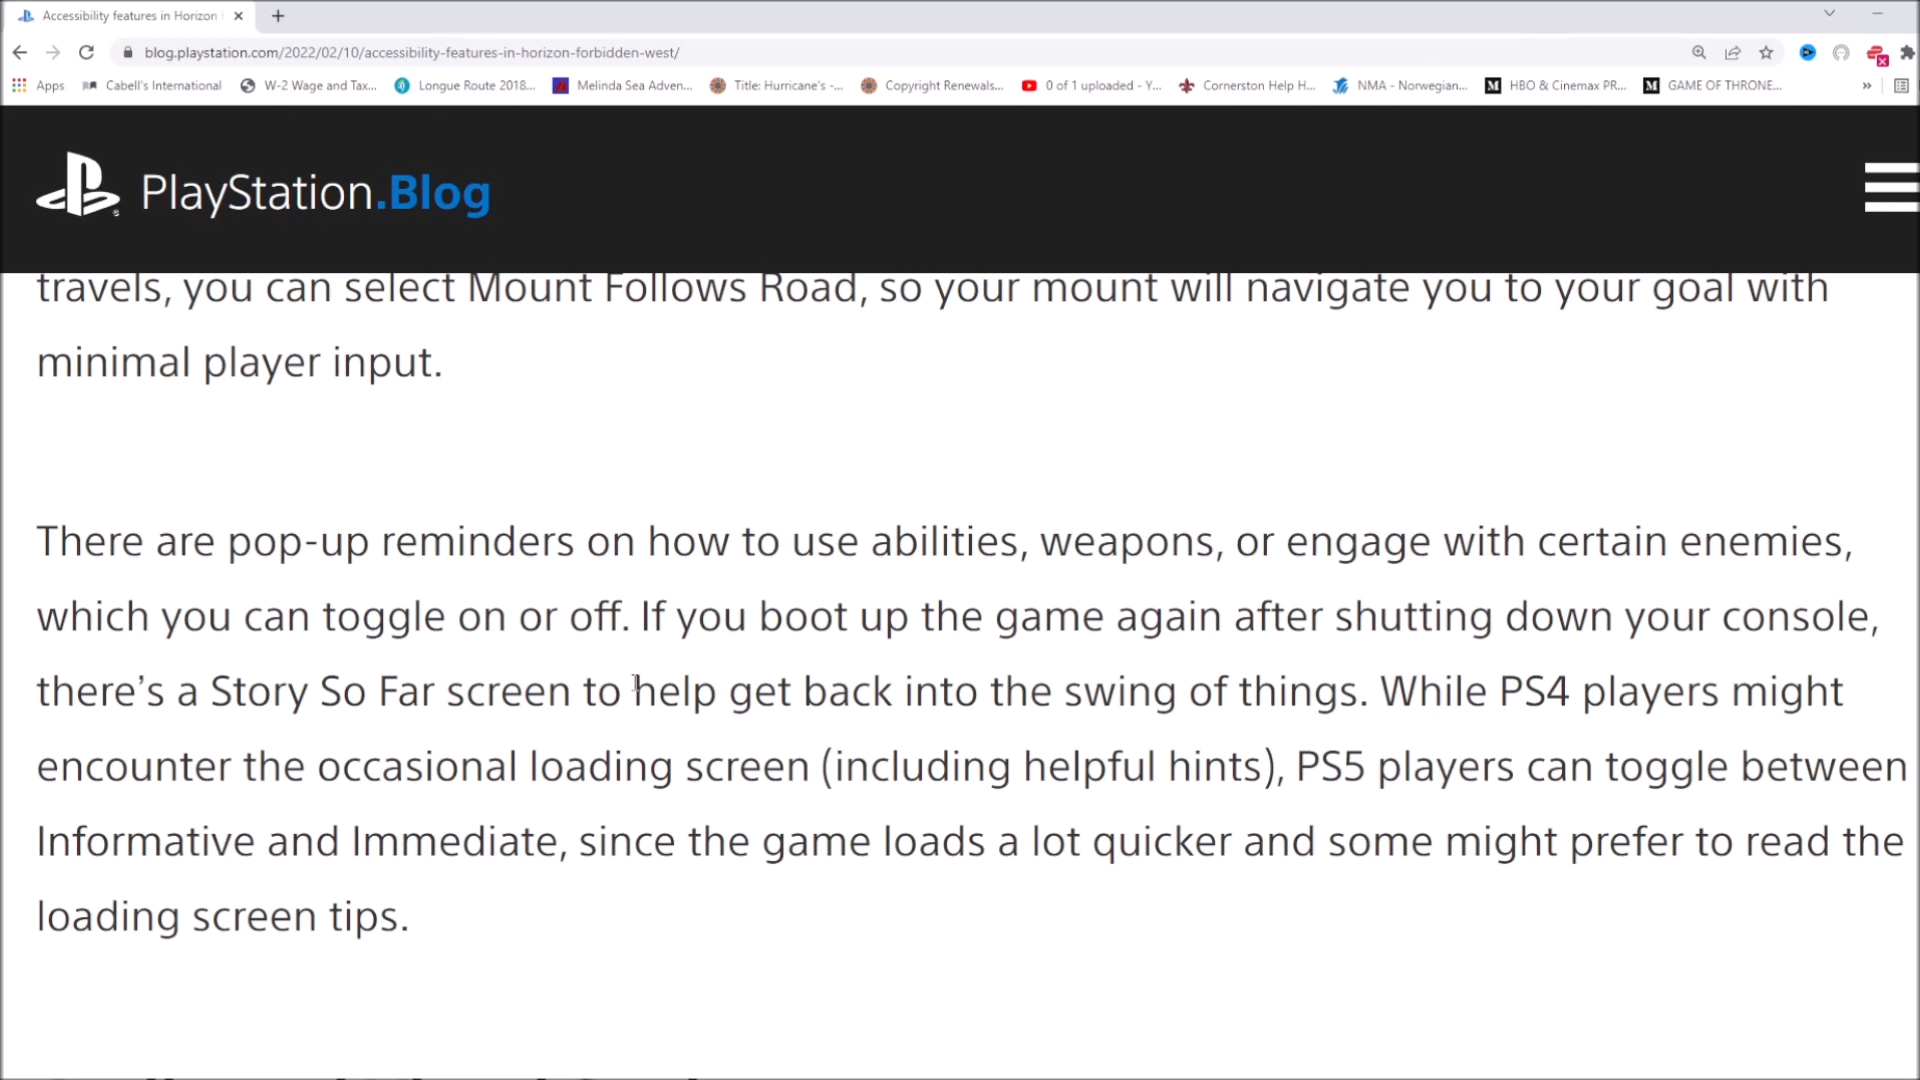 Accessibility features in Horizon
blog.playstation.com/2022/02/10/accessibility-features-in-horizon-forbidden-west/
Apps Cabell's International W-2 Wage and Tax... Longue Route 2018... Melinda Sea Adven... Title: Hurricane's -... Copyright Renewals... 0 of 1 uploaded - Y... Cornerston Help H... NMA - Norwegian... HBO & Cinemax PR... GAME OF THRONE... »
PlayStation.Blog
travels, you can select Mount Follows Road, so your mount will navigate you to your goal with
minimal player input.
There are pop-up reminders on how to use abilities, weapons, or engage with certain enemies,
which you can toggle on or off. If you boot up the game again after shutting down your console,
there’s a Story So Far screen to help get back into the swing of things. While PS4 players might
encounter the occasional loading screen (including helpful hints), PS5 players can toggle between
Informative and Immediate, since the game loads a lot quicker and some might prefer to read the
loading screen tips.